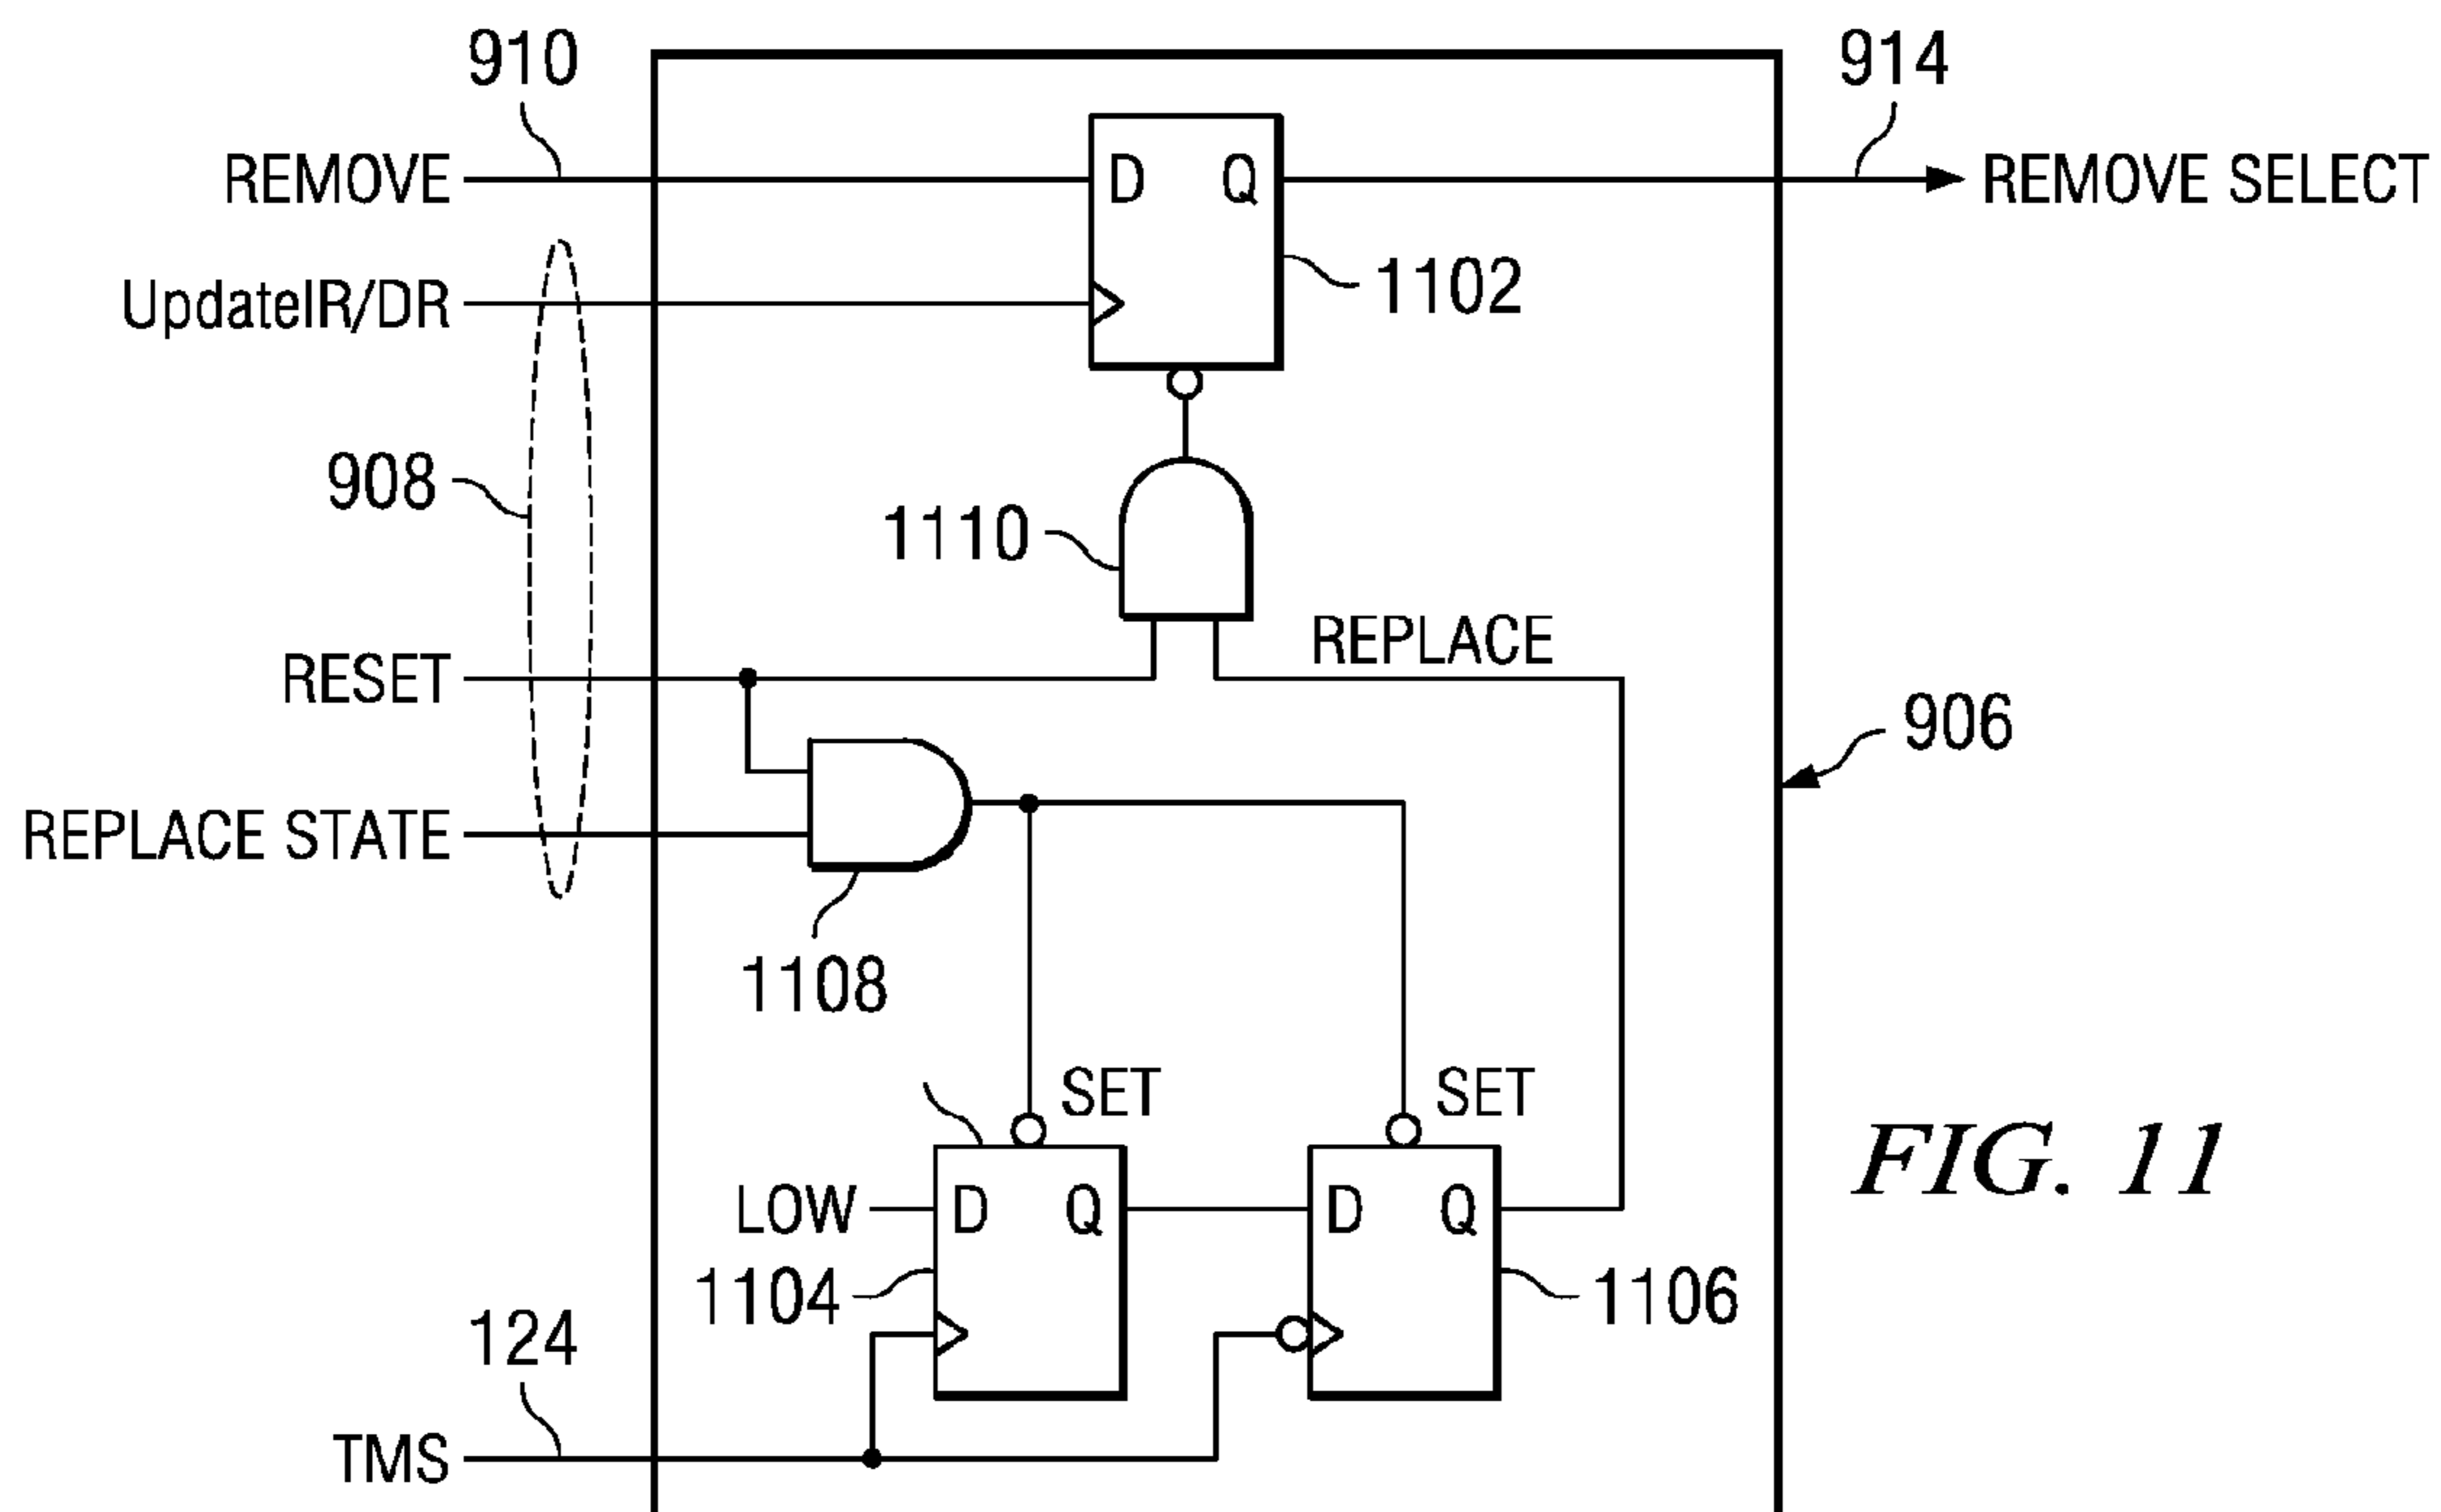 910
914
REMOVE
D Q
REMOVE SELECT
UpdateIR/DR
1102
908
1110
REPLACE
RESET
906
REPLACE STATE
1108
SET
SET
FIG. 11
LOW
D Q
D Q
1104
1106
124
TMS